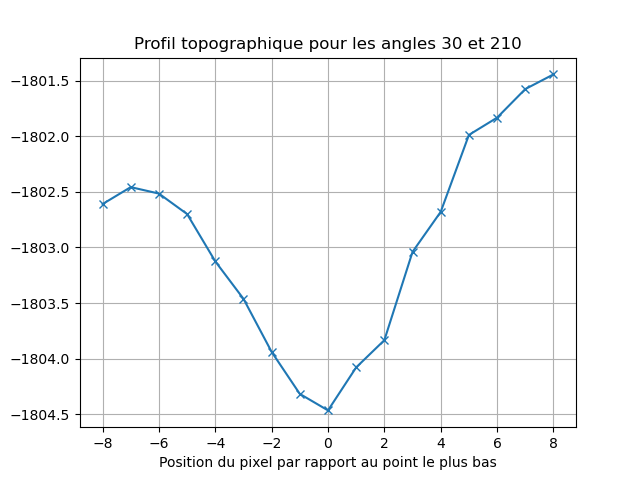 Profil topographique pour les angles 30 et 210
−1801.5
−1802.0
−1802.5
−1803.0
−1803.5
−1804.0
−1804.5
−8 −6 −4 −2 0 2 4 6 8
Position du pixel par rapport au point le plus bas